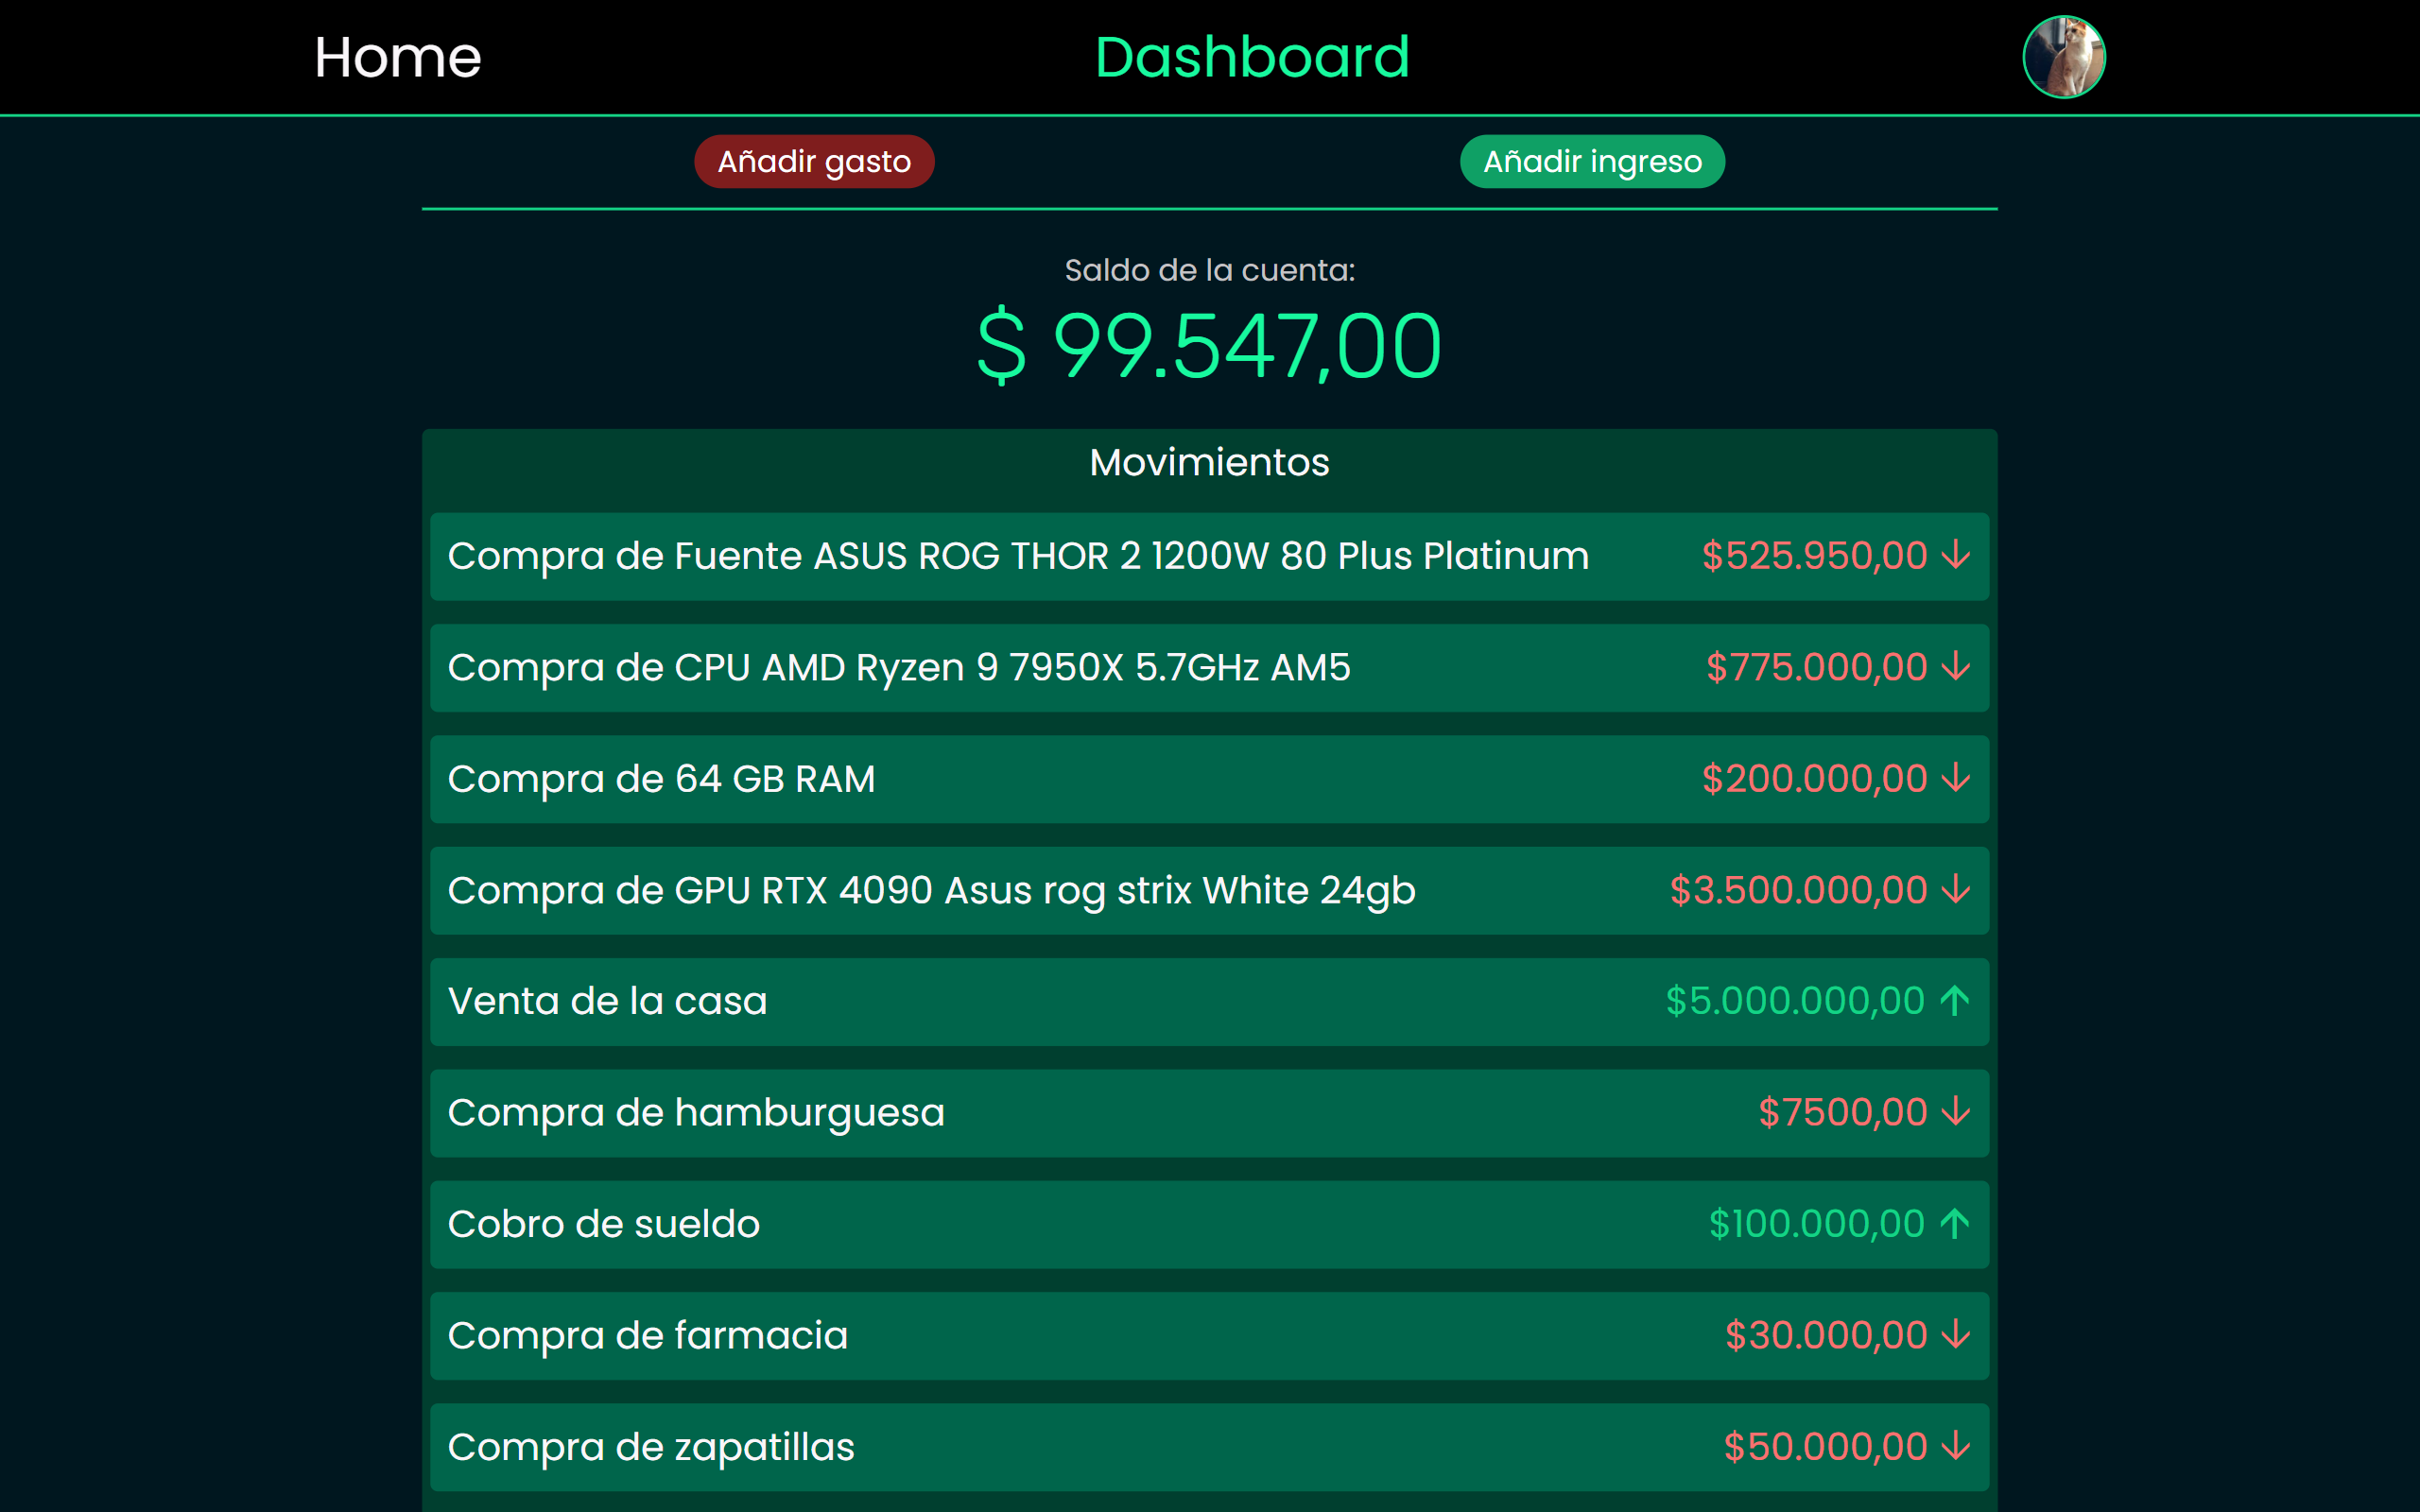 Home Dashboard
Añadir gasto Añadir ingreso
Saldo de la cuenta:
$ 99.547,00
Movimientos
Compra de Fuente ASUS ROG THOR 2 1200W 80 Plus Platinum $525.950,00 ↓
Compra de CPU AMD Ryzen 9 7950X 5.7GHz AM5 $775.000,00 ↓
Compra de 64 GB RAM $200.000,00 ↓
Compra de GPU RTX 4090 Asus rog strix White 24gb $3.500.000,00 ↓
Venta de la casa $5.000.000,00 ↑
Compra de hamburguesa $7500,00 ↓
Cobro de sueldo $100.000,00 ↑
Compra de farmacia $30.000,00 ↓
Compra de zapatillas $50.000,00 ↓